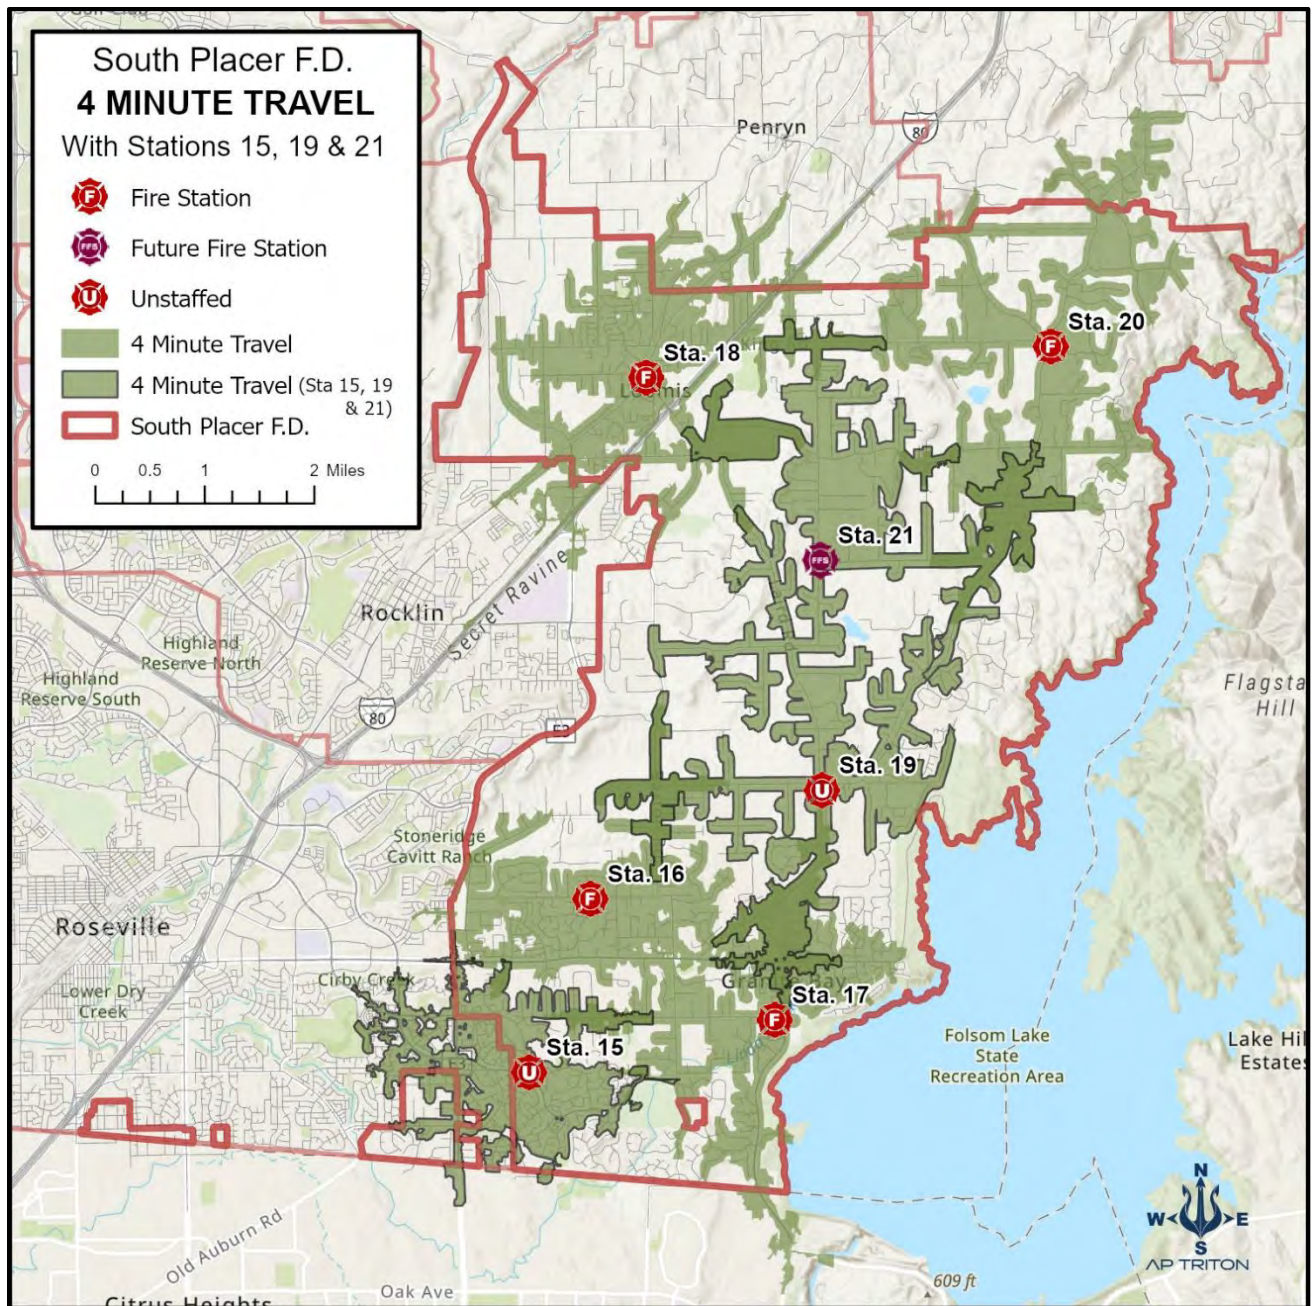 South Placer F.D.
4 MINUTE TRAVEL
With Stations 15, 19 & 21
F
Fire Station
FFS
Future Fire Station
U
Unstaffed
4 Minute Travel
4 Minute Travel (Sta 15, 19
& 21)
South Placer F.D.
0 0.5 1 2 Miles
Penryn
80
Sta. 20
F
Sta. 18
F
Sta. 21
FFS
Rocklin
Secret Ravine
Highland
Reserve North
Highland
Reserve South
Flagsta
Hill
80
Sta. 19
U
Stoneridge
Cavitt Ranch
Sta. 16
F
Roseville
Cirby Creek
Lower Dry
Creek
Sta. 17
F
Sta. 15
U
Folsom Lake
State
Recreation Area
Lake Hil
Estates
Old Auburn Rd
Oak Ave
Citrus Heights
609 ft
N
W E
S
AP TRITON